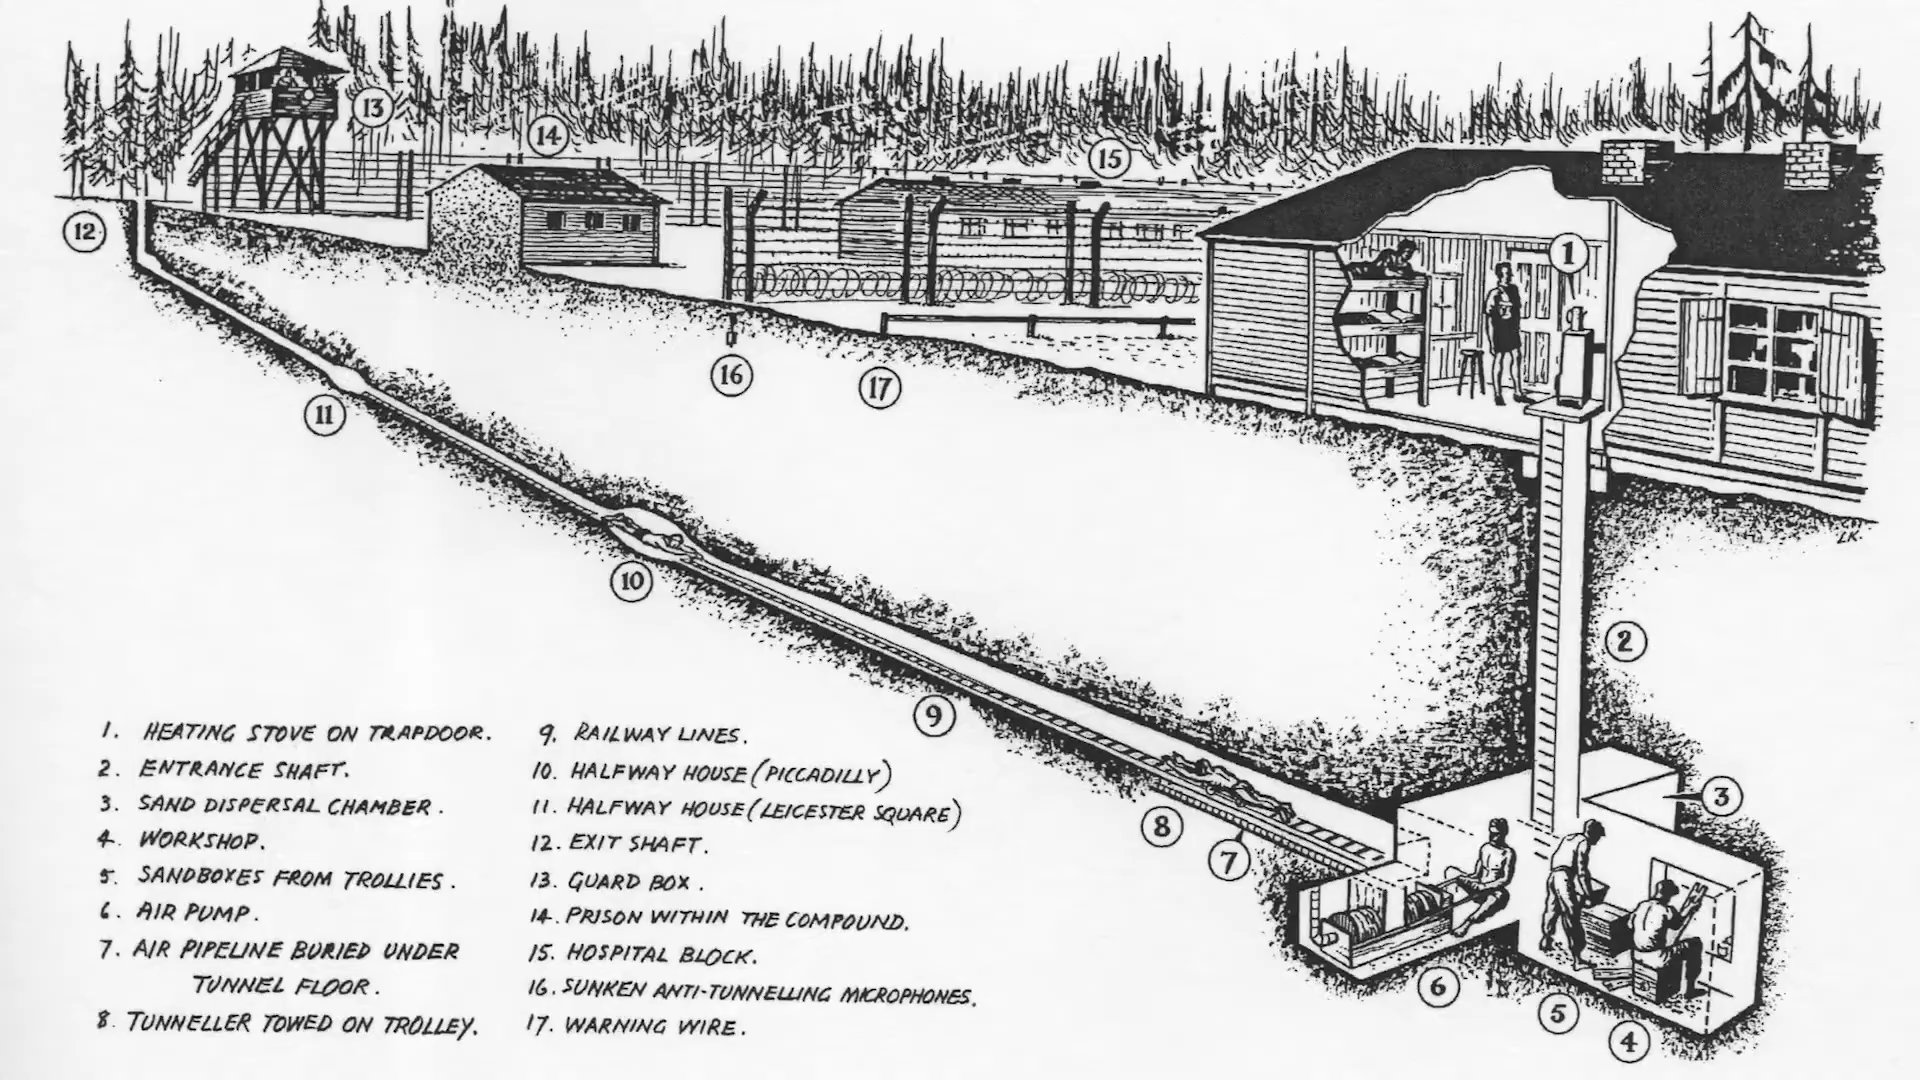 13
14
15
12
1
16
17
11
10
2
9
3
8
7
6
5
4
LK.
1. HEATING STOVE ON TRAPDOOR.
2. ENTRANCE SHAFT.
3. SAND DISPERSAL CHAMBER.
4. WORKSHOP.
5. SANDBOXES FROM TROLLIES.
6. AIR PUMP.
7. AIR PIPELINE BURIED UNDER
TUNNEL FLOOR.
8. TUNNELLER TOWED ON TROLLEY.
9. RAILWAY LINES.
10. HALFWAY HOUSE (PICCADILLY)
11. HALFWAY HOUSE (LEICESTER SQUARE)
12. EXIT SHAFT.
13. GUARD BOX.
14. PRISON WITHIN THE COMPOUND.
15. HOSPITAL BLOCK.
16. SUNKEN ANTI-TUNNELLING MICROPHONES.
17. WARNING WIRE.